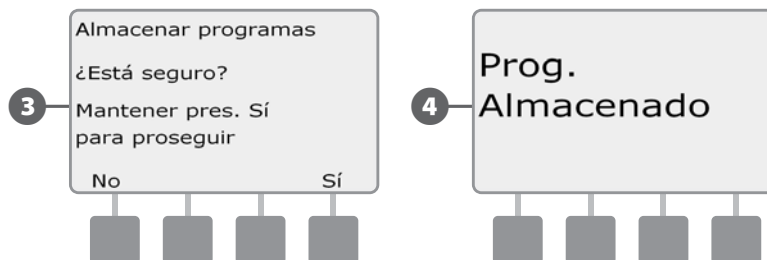 Almacenar programas
¿Está seguro?
3
Mantener pres. Sí
para proseguir
No Sí
Prog.
4
Almacenado